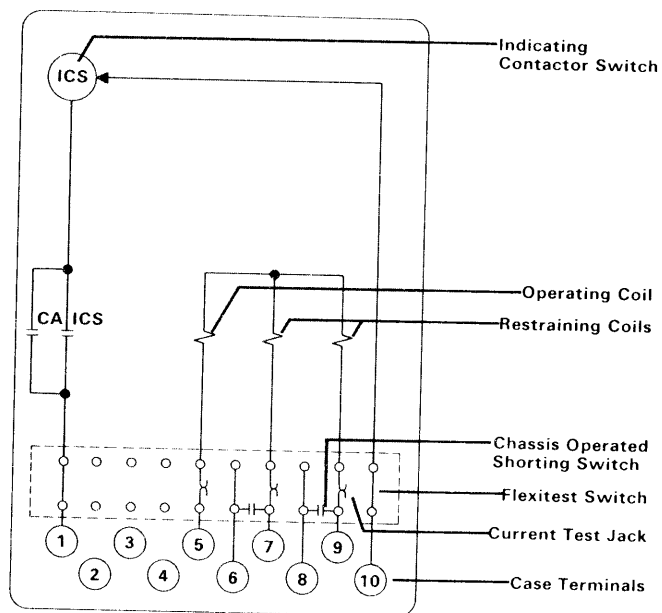 Indicating
Contactor Switch
ICS
CA ICS
Operating Coil
Restraining Coils
Chassis Operated
Shorting Switch
Flexitest Switch
Current Test Jack
Case Terminals
1
3
5
7
9
2
4
6
8
10